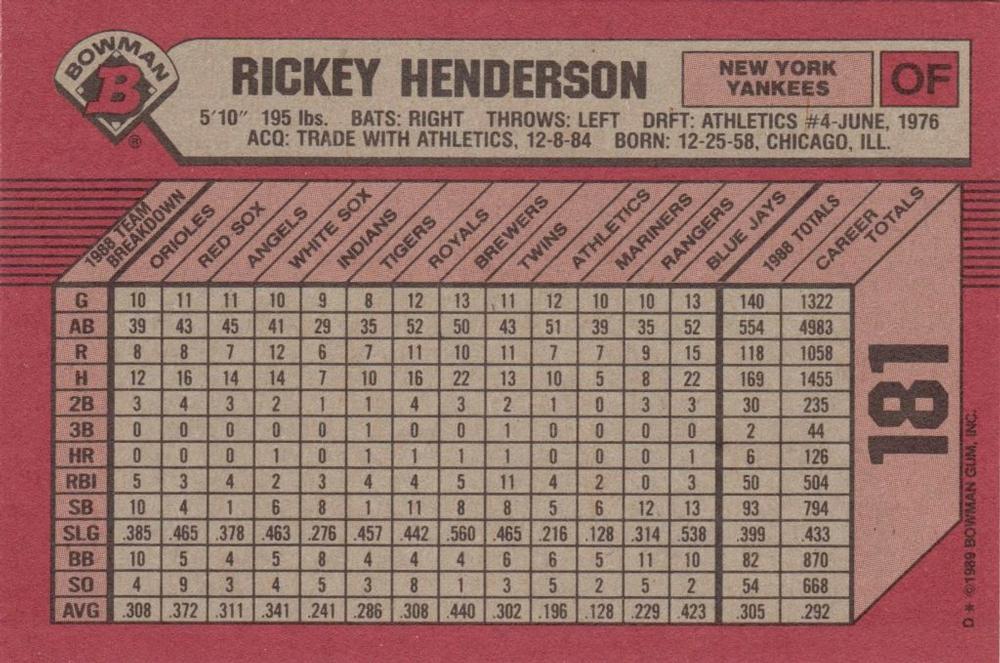 BOWMAN
B
®
RICKEY HENDERSON
NEW YORK
YANKEES
OF
5'10" 195 lbs. BATS: RIGHT THROWS: LEFT DRFT: ATHLETICS #4-JUNE, 1976
ACQ: TRADE WITH ATHLETICS, 12-8-84 BORN: 12-25-58, CHICAGO, ILL.
1988 TEAM
BREAKDOWN
ORIOLES
RED SOX
ANGELS
WHITE SOX
INDIANS
TIGERS
ROYALS
BREWERS
TWINS
ATHLETICS
MARINERS
RANGERS
BLUE JAYS
1988 TOTALS
CAREER
TOTALS
G 10 11 11 10 9 8 12 13 11 12 10 10 13 140 1322
AB 39 43 45 41 29 35 52 50 43 51 39 35 52 554 4983
R 8 8 7 12 6 7 11 10 11 7 7 9 15 118 1058
H 12 16 14 14 7 10 16 22 13 10 5 8 22 169 1455
2B 3 4 3 2 1 1 4 3 2 1 0 3 3 30 235
3B 0 0 0 0 0 1 0 0 1 0 0 0 0 2 44
HR 0 0 0 1 0 1 1 1 1 0 0 0 1 6 126
RBI 5 3 4 2 3 4 4 5 11 4 2 0 3 50 504
SB 10 4 1 6 8 1 11 8 8 5 6 12 13 93 794
SLG .385 .465 .378 .463 .276 .457 .442 .560 .465 .216 .128 .314 .538 .399 .433
BB 10 5 4 5 8 4 4 4 6 6 5 11 10 82 870
SO 4 9 3 4 5 3 8 1 3 5 2 5 2 54 668
AVG .308 .372 .311 .341 .241 .286 .308 .440 .302 .196 .128 .229 .423 .305 .292
181
D * ©1989 BOWMAN GUM, INC.